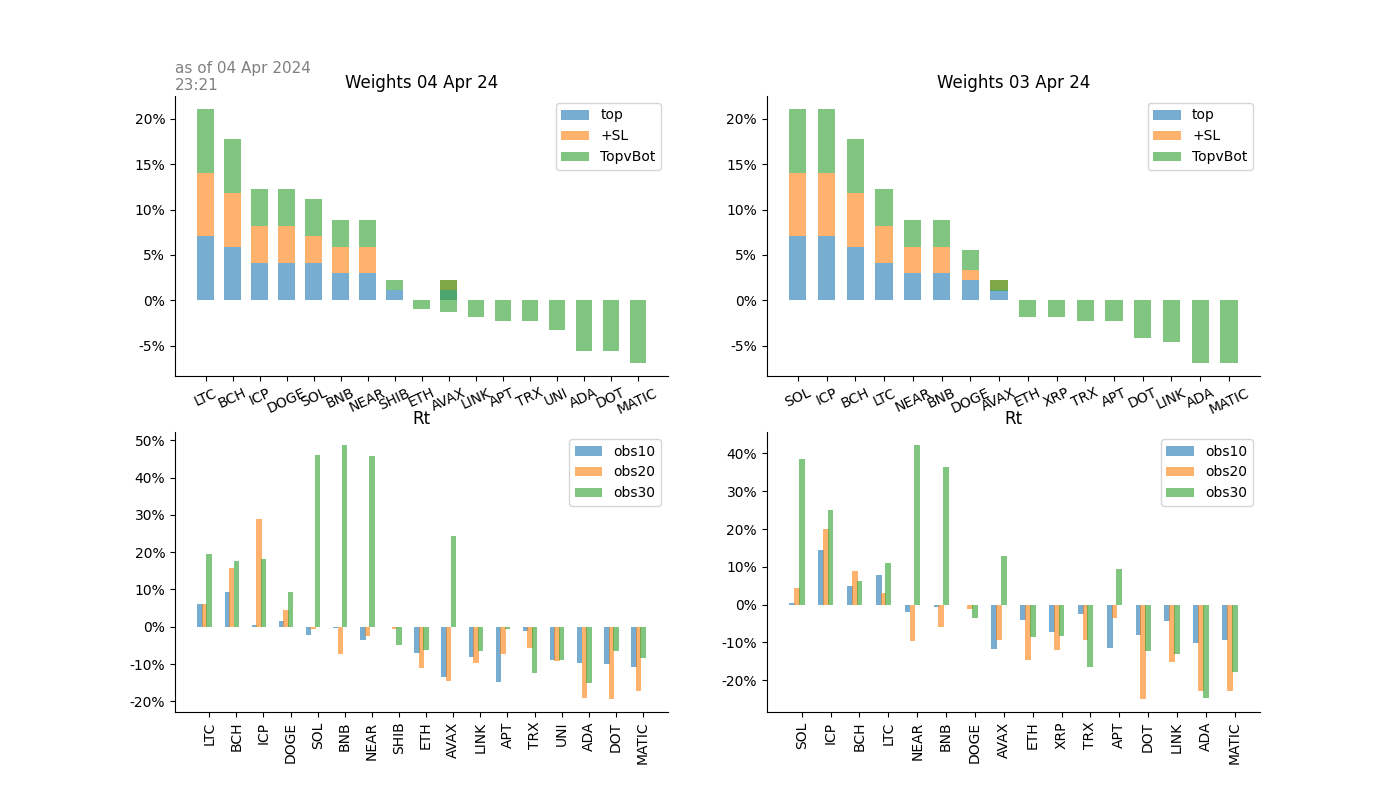 as of 04 Apr 2024
23:21
Weights 04 Apr 24
20%
15%
10%
5%
0%
-5%
top
+SL
TopvBot
LTC BCH ICP DOGE SOL BNB NEAR SHIB ETH AVAX LINK APT TRX UNI ADA DOT MATIC
Weights 03 Apr 24
20%
15%
10%
5%
0%
-5%
top
+SL
TopvBot
SOL ICP BCH LTC NEAR BNB DOGE AVAX ETH XRP TRX APT DOT LINK ADA MATIC
Rt
50%
40%
30%
20%
10%
0%
-10%
-20%
obs10
obs20
obs30
LTC BCH ICP DOGE SOL BNB NEAR SHIB ETH AVAX LINK APT TRX UNI ADA DOT MATIC
Rt
40%
30%
20%
10%
0%
-10%
-20%
obs10
obs20
obs30
SOL ICP BCH LTC NEAR BNB DOGE AVAX ETH XRP TRX APT DOT LINK ADA MATIC